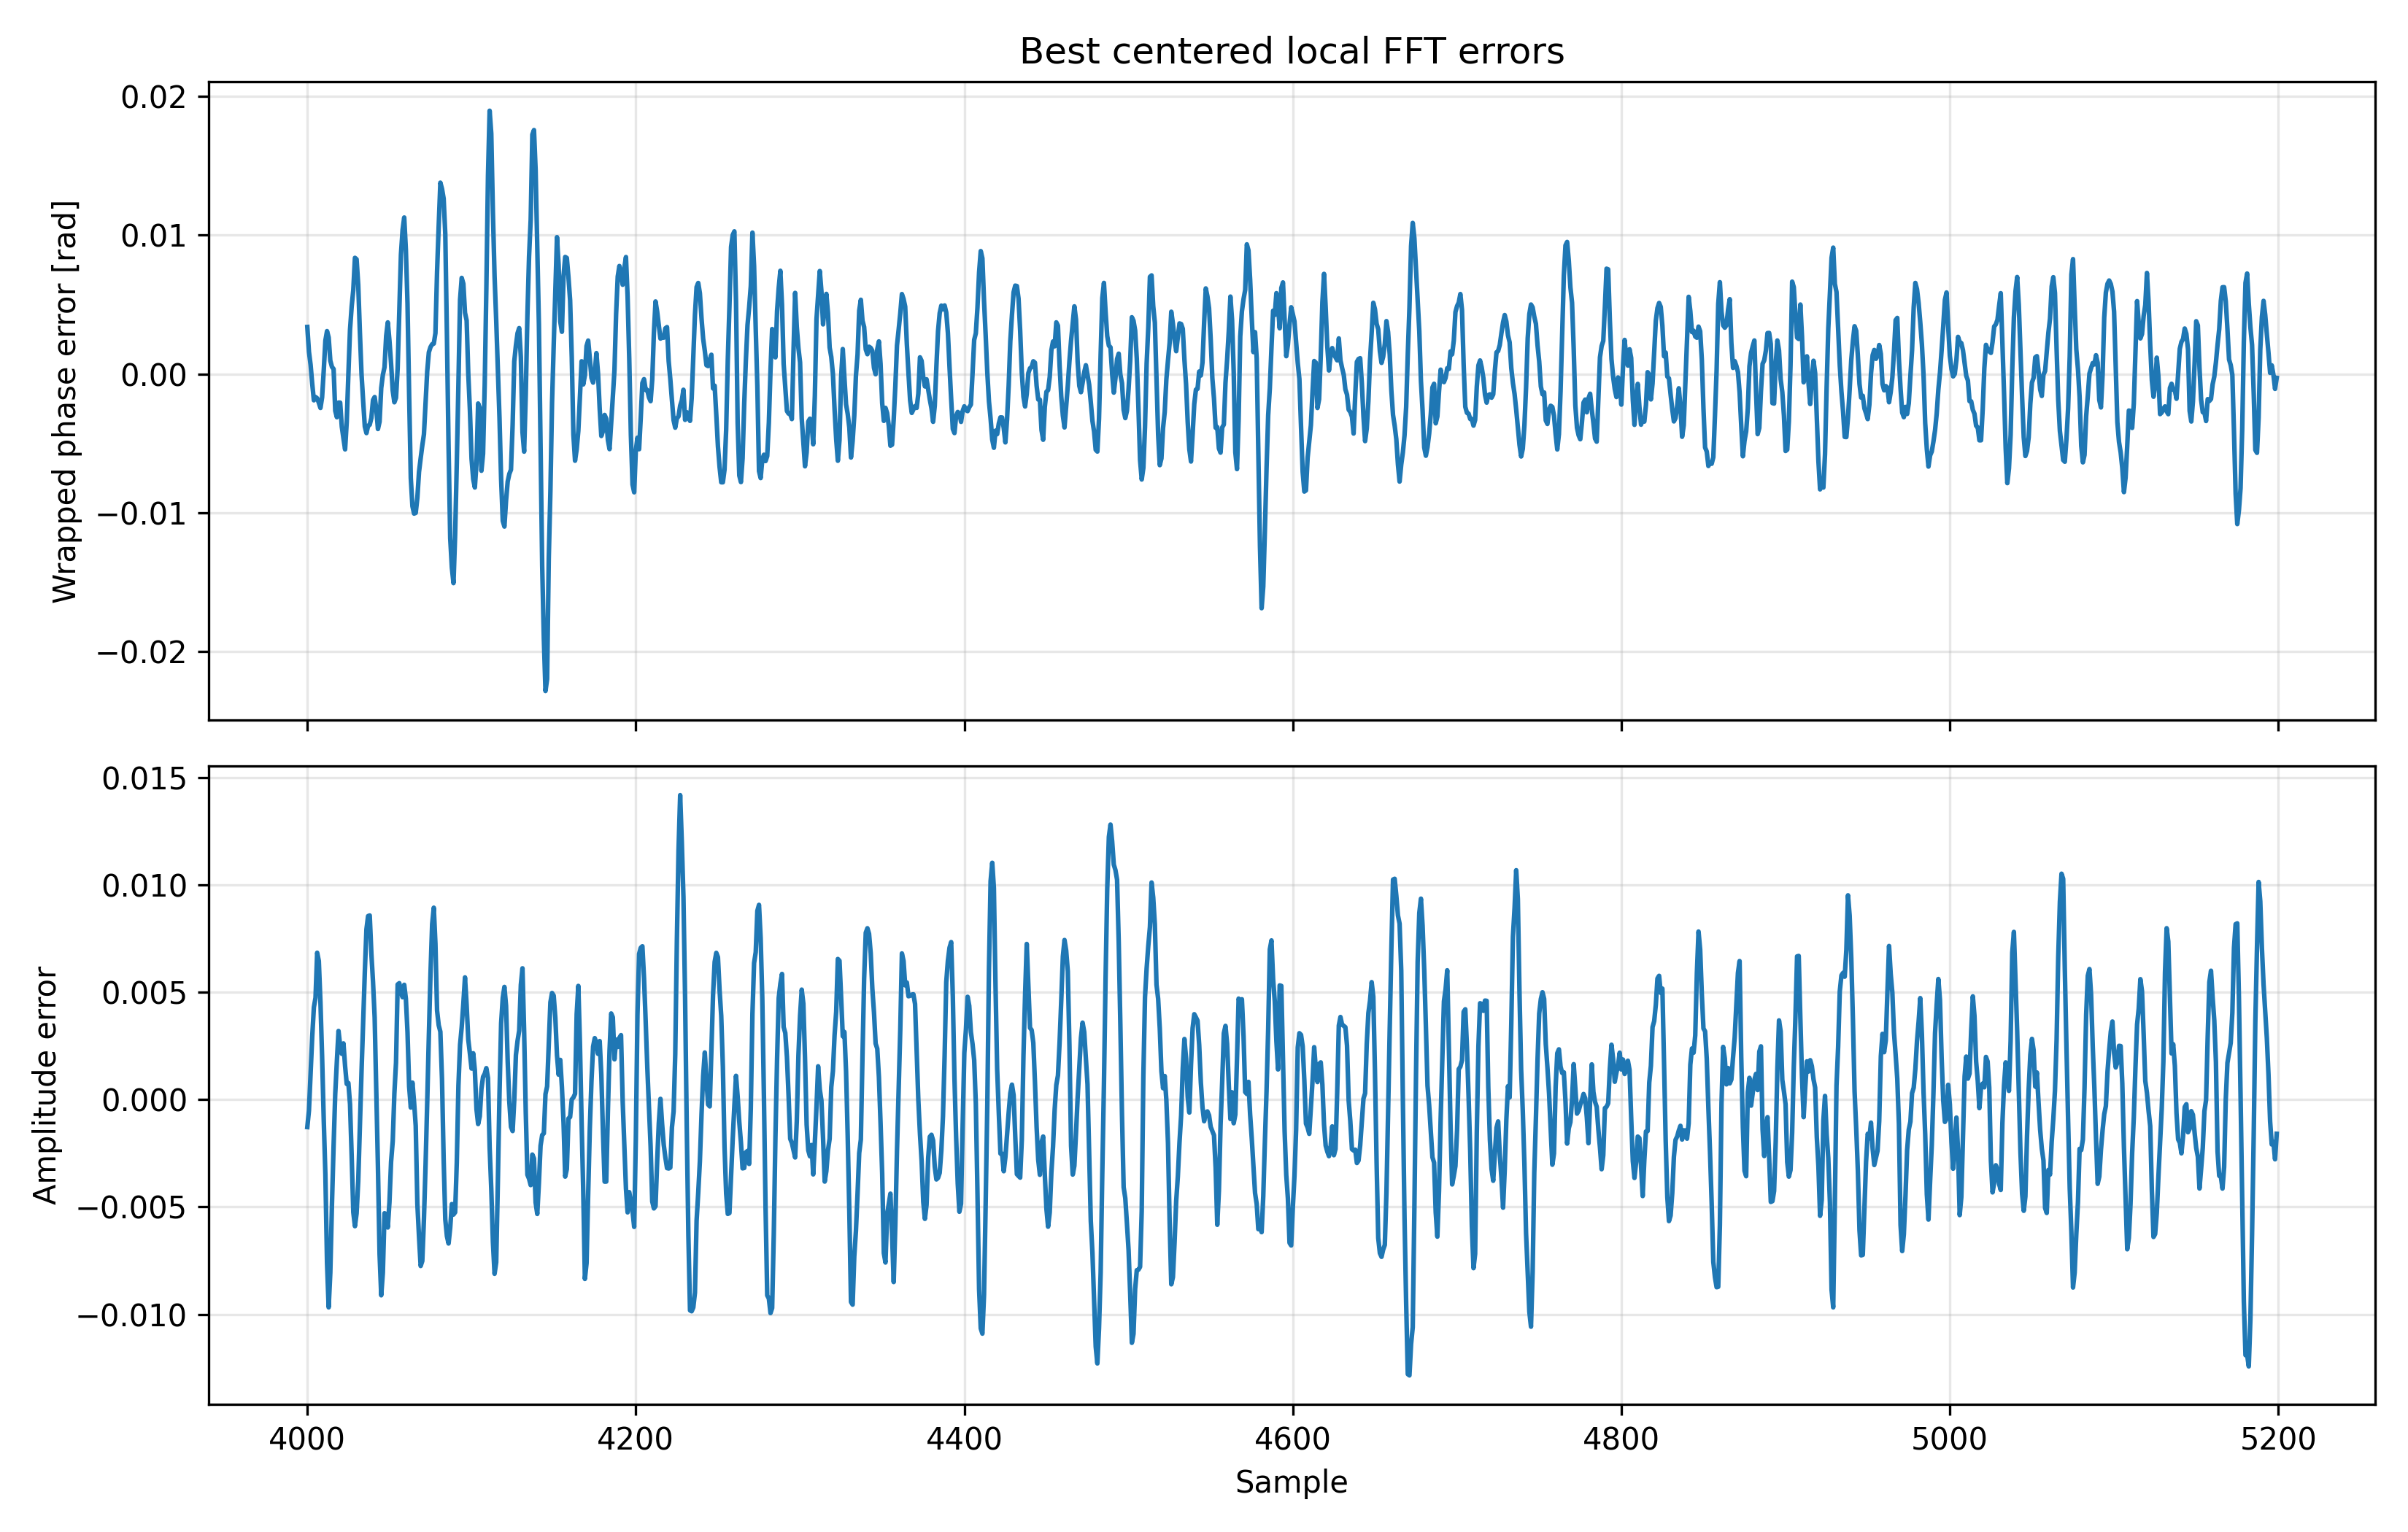 Best centered local FFT errors
Wrapped phase error [rad]
0.02
0.01
0.00
−0.01
−0.02
Amplitude error
0.015
0.010
0.005
0.000
−0.005
−0.010
4000 4200 4400 4600 4800 5000 5200
Sample